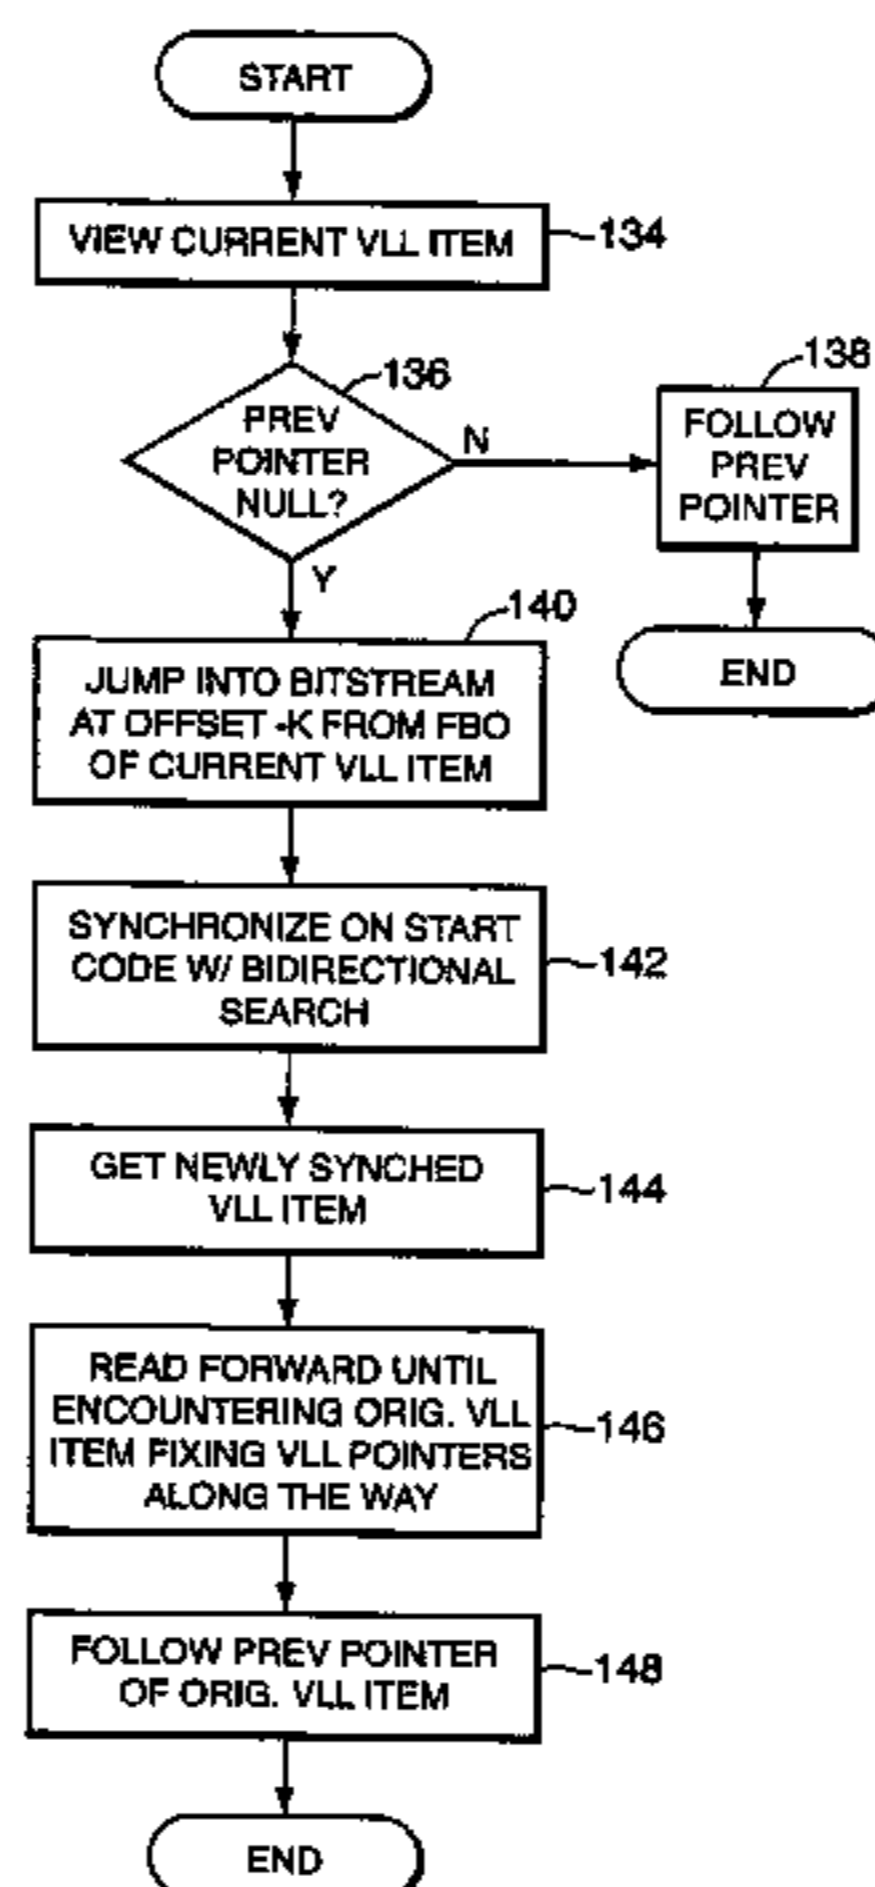 START
VIEW CURRENT VLL ITEM
134
136
PREV
POINTER
NULL?
N
138
FOLLOW
PREV
POINTER
END
Y
140
JUMP INTO BITSTREAM
AT OFFSET -K FROM FBO
OF CURRENT VLL ITEM
SYNCHRONIZE ON START
CODE W/ BIDIRECTIONAL
SEARCH
142
GET NEWLY SYNCHED
VLL ITEM
144
READ FORWARD UNTIL
ENCOUNTERING ORIG. VLL
ITEM FIXING VLL POINTERS
ALONG THE WAY
146
FOLLOW PREV POINTER
OF ORIG. VLL ITEM
148
END